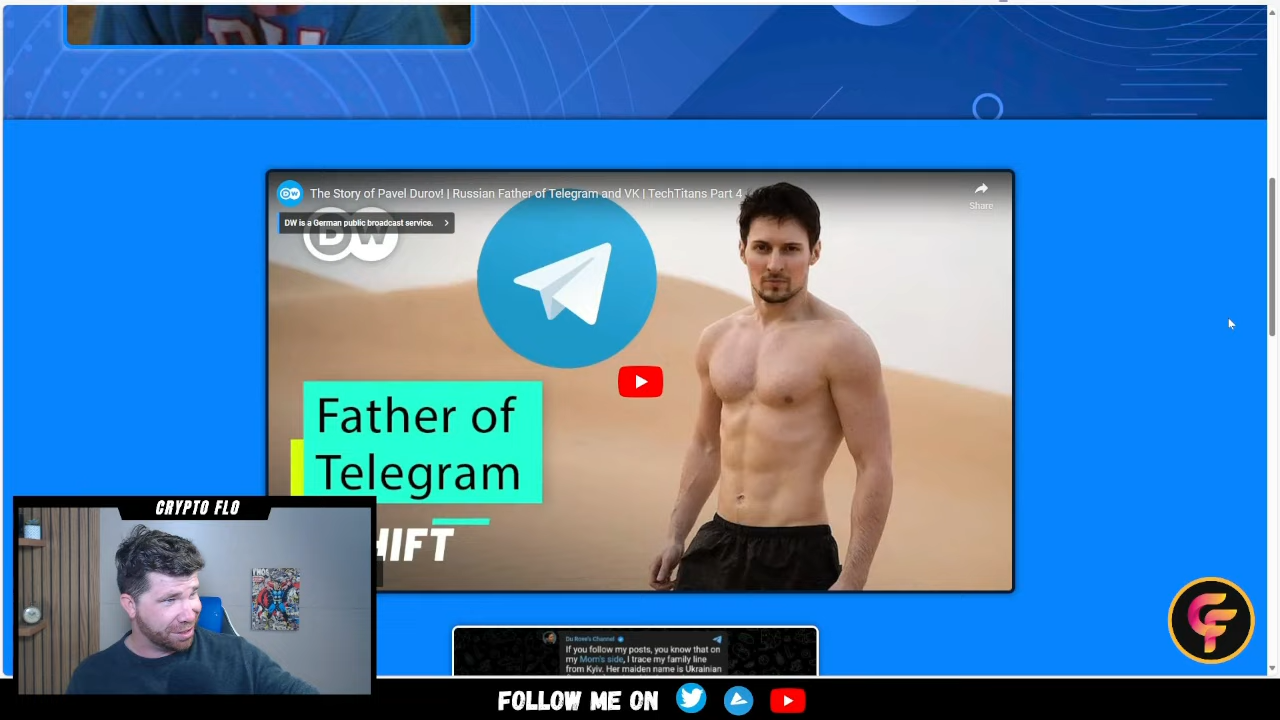 DW
The Story of Pavel Durov! | Russian Father of Telegram and VK | TechTitans Part 4
Share
DW is a German public broadcast service.
DW
Father of
Telegram
HIFT
CRYPTO FLO
Du Rove's Channel
If you follow my posts, you know that on
my Mom's side, I trace my family line
from Kyiv. Her maiden name is Ukrainian
FOLLOW ME ON